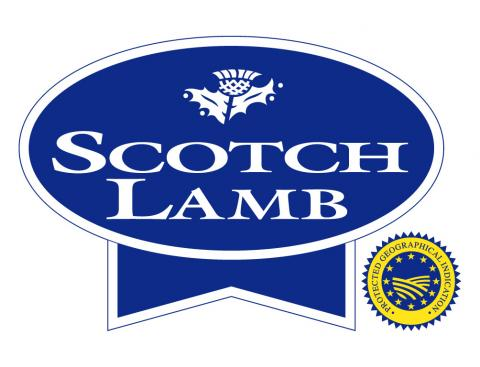 SCOTCH
LAMB
• PROTECTED GEOGRAPHICAL INDICATION •